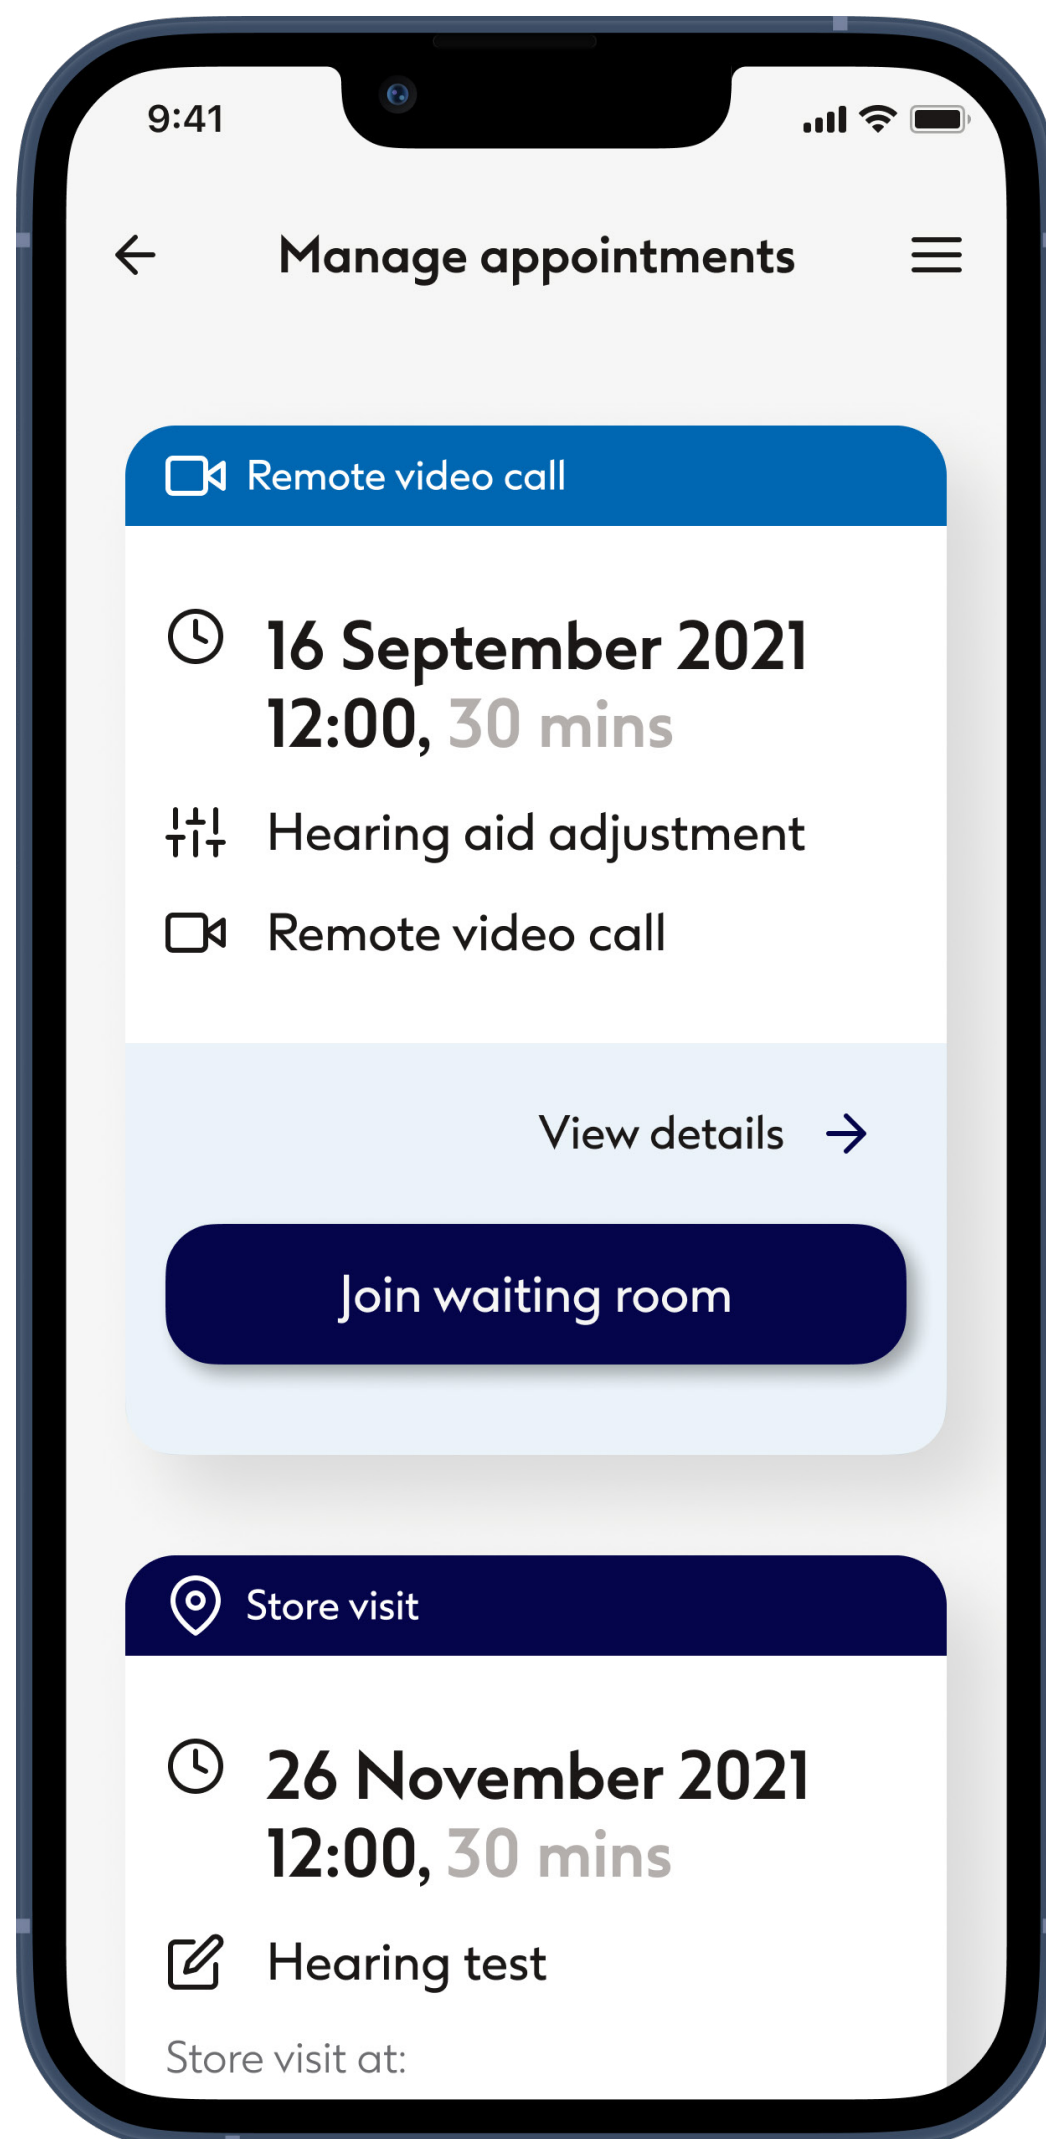 9:41
Manage appointments
Remote video call
16 September 2021
12:00, 30 mins
Hearing aid adjustment
Remote video call
View details
Join waiting room
Store visit
26 November 2021
12:00, 30 mins
Hearing test
Store visit at: